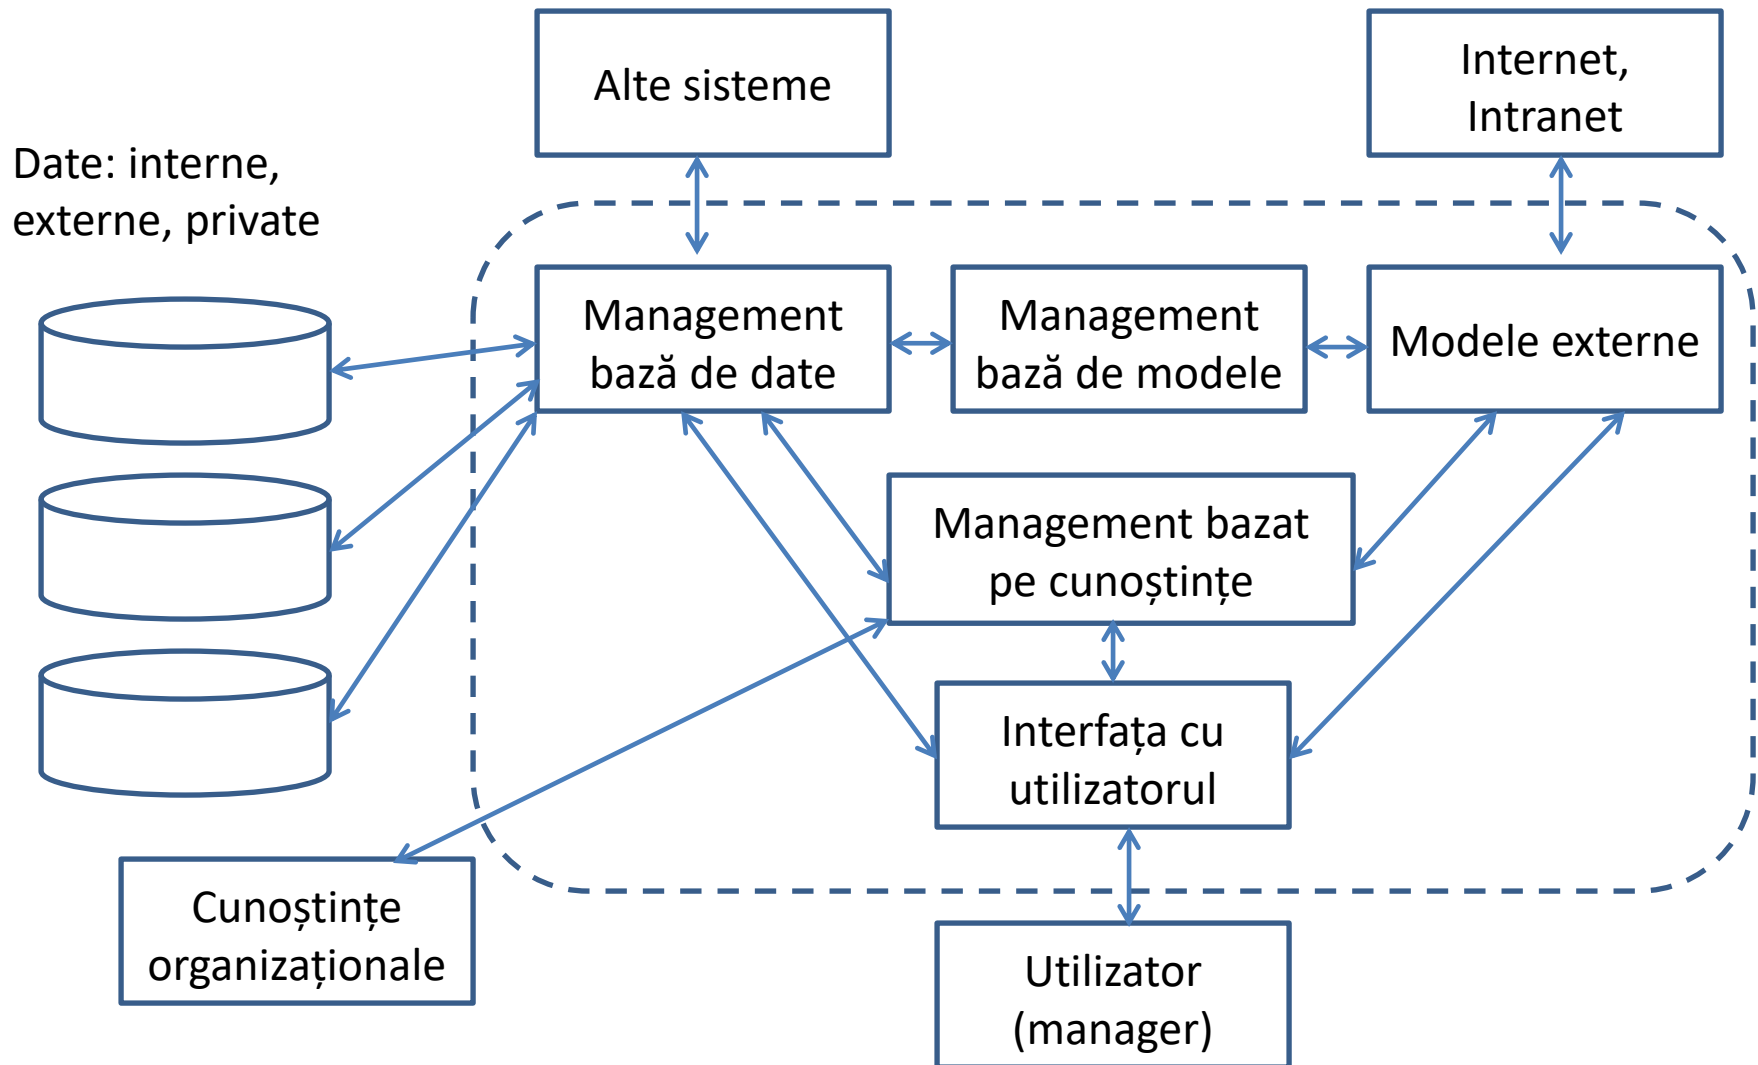 Alte sisteme
Internet,
Intranet
Date: interne,
externe, private
Management
bază de date
Management
bază de modele
Modele externe
Management bazat
pe cunoștințe
Interfața cu
utilizatorul
Cunoștințe
organizaționale
Utilizator
(manager)